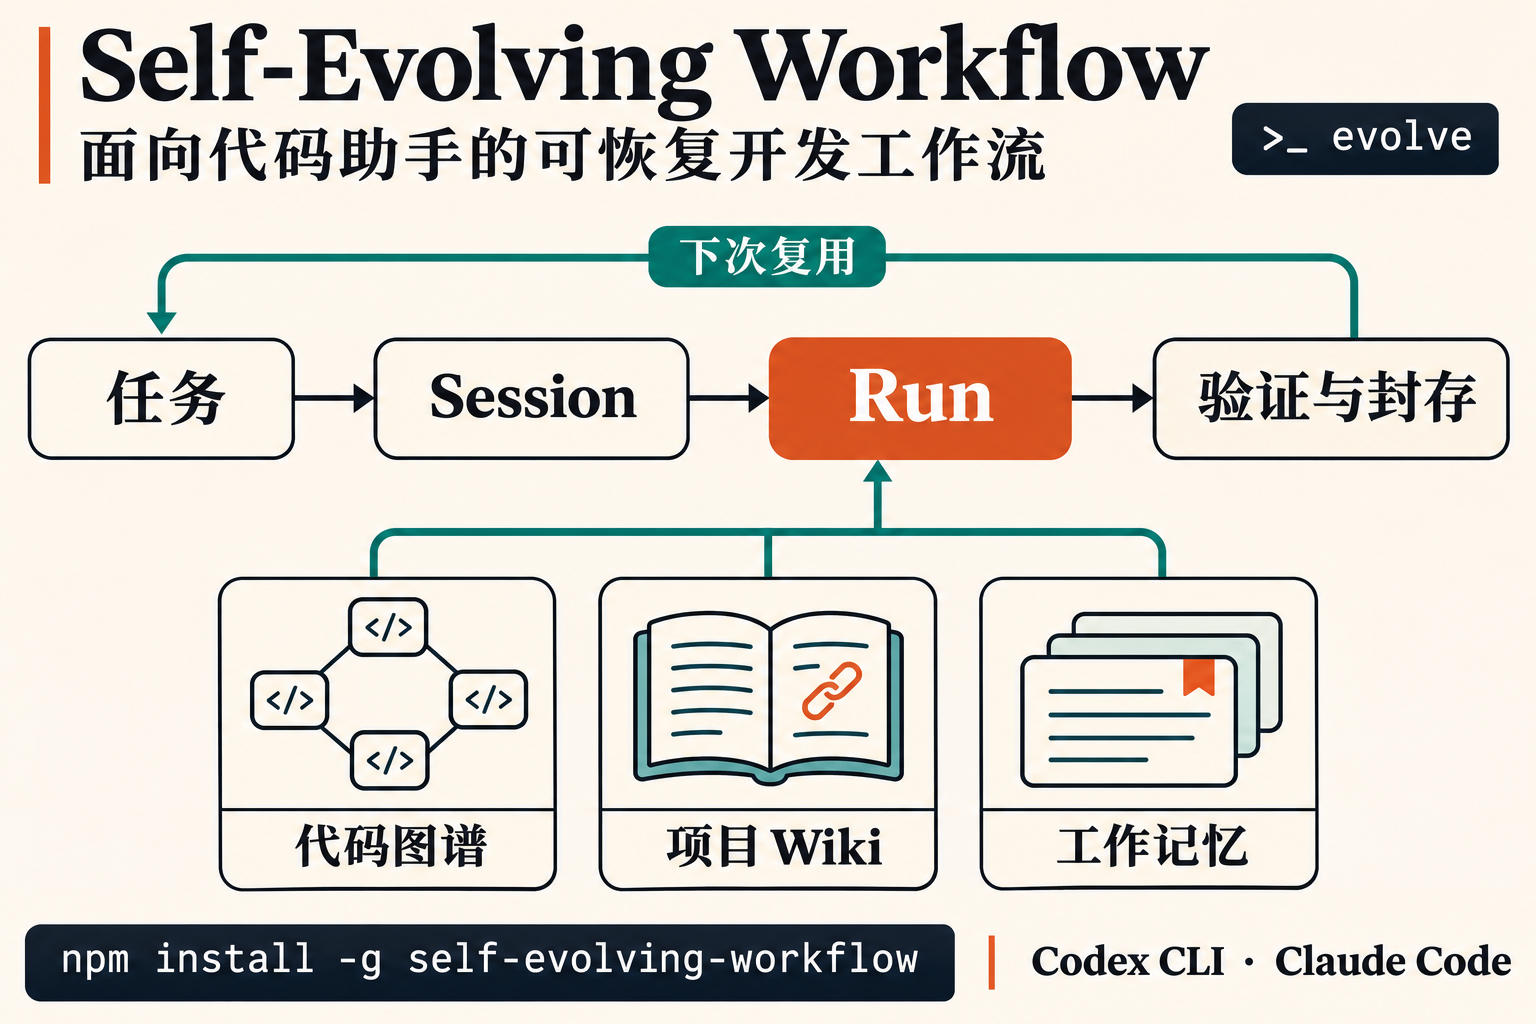 Self-Evolving Workflow
面向代码助手的可恢复开发工作流
>_ evolve
下次复用
任务
Session
Run
验证与封存
</>
</>
</>
</>
代码图谱
项目 Wiki
工作记忆
npm install -g self-evolving-workflow
Codex CLI · Claude Code